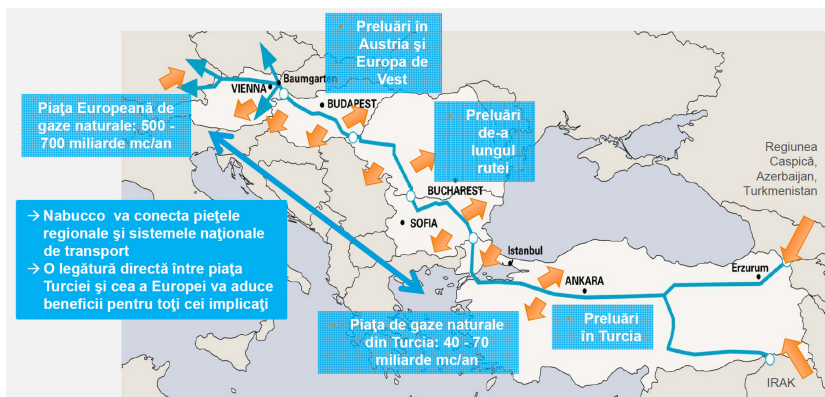 Preluări în
Austria şi
Europa de
Vest
VIENNA
Baumgarten
BUDAPEST
Piaţa Europeană de
gaze naturale: 500 -
700 miliarde mc/an
Preluări
de-a
lungul
rutei
Regiunea
Caspică,
Azerbaijan,
Turkmenistan
BUCHAREST
→ Nabucco va conecta pieţele
regionale şi sistemele naţionale
de transport
→ O legătură directă între piaţa
Turciei şi cea a Europei va aduce
beneficii pentru toţi cei implicaţi
SOFIA
Istanbul
ANKARA
Erzurum
Piaţa de gaze naturale
din Turcia: 40 - 70
miliarde mc/an
Preluări
în Turcia
IRAK